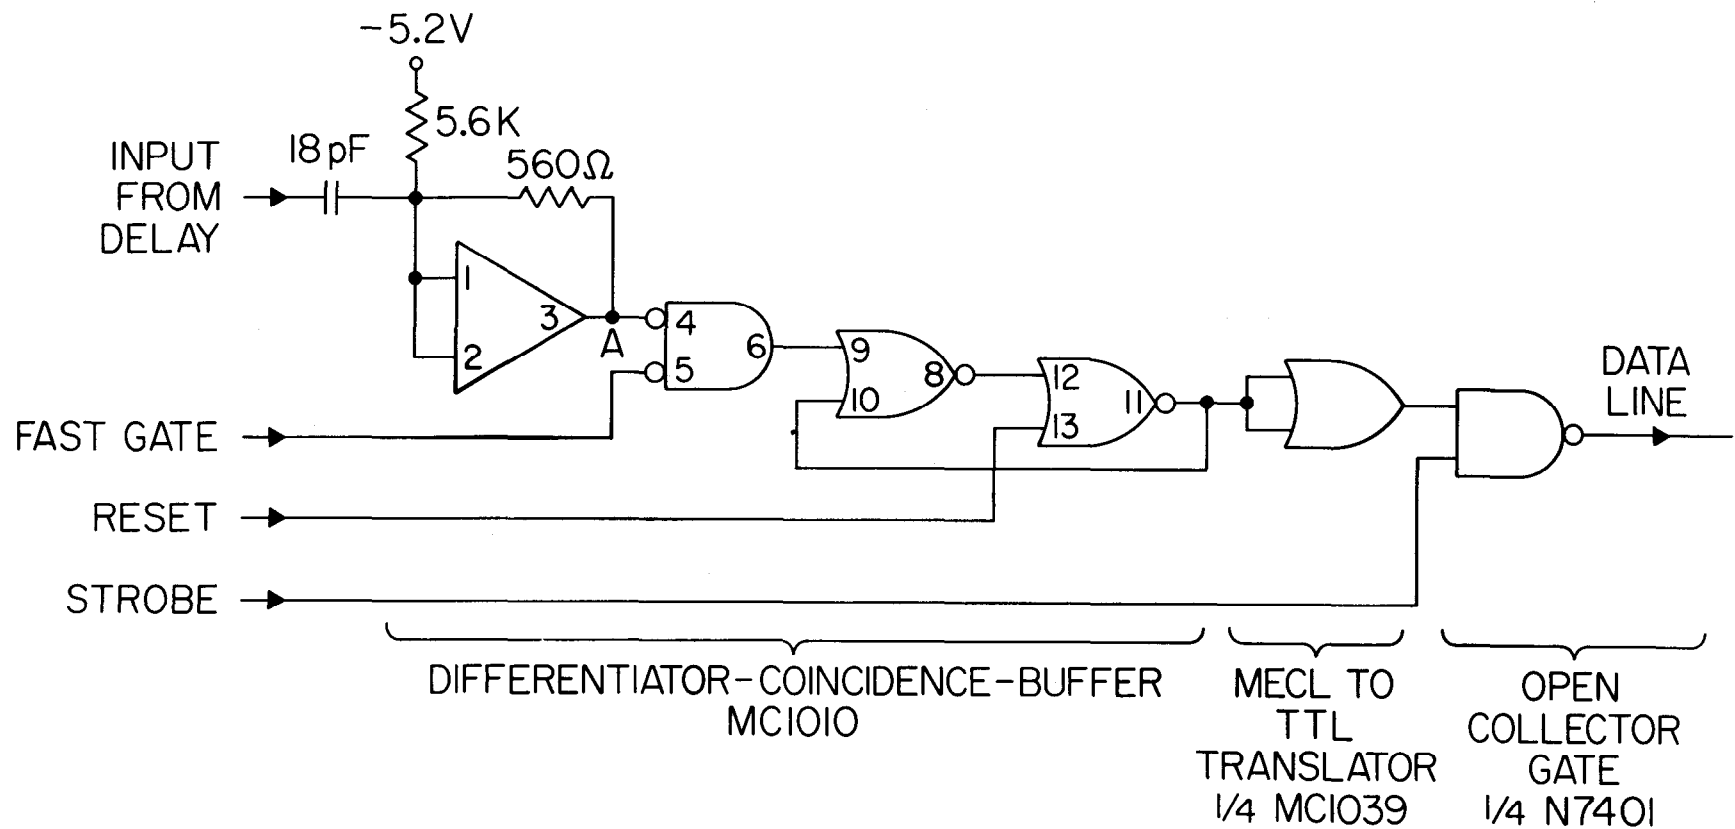 -5.2V
5.6K
18pF
560Ω
INPUT
FROM
DELAY
1
2
3
A
4
5
6
9
10
8
12
13
11
DATA
LINE
FAST GATE
RESET
STROBE
DIFFERENTIATOR-COINCIDENCE-BUFFER
MC1010
MECL TO
TTL
TRANSLATOR
1/4 MC1039
OPEN
COLLECTOR
GATE
1/4 N7401